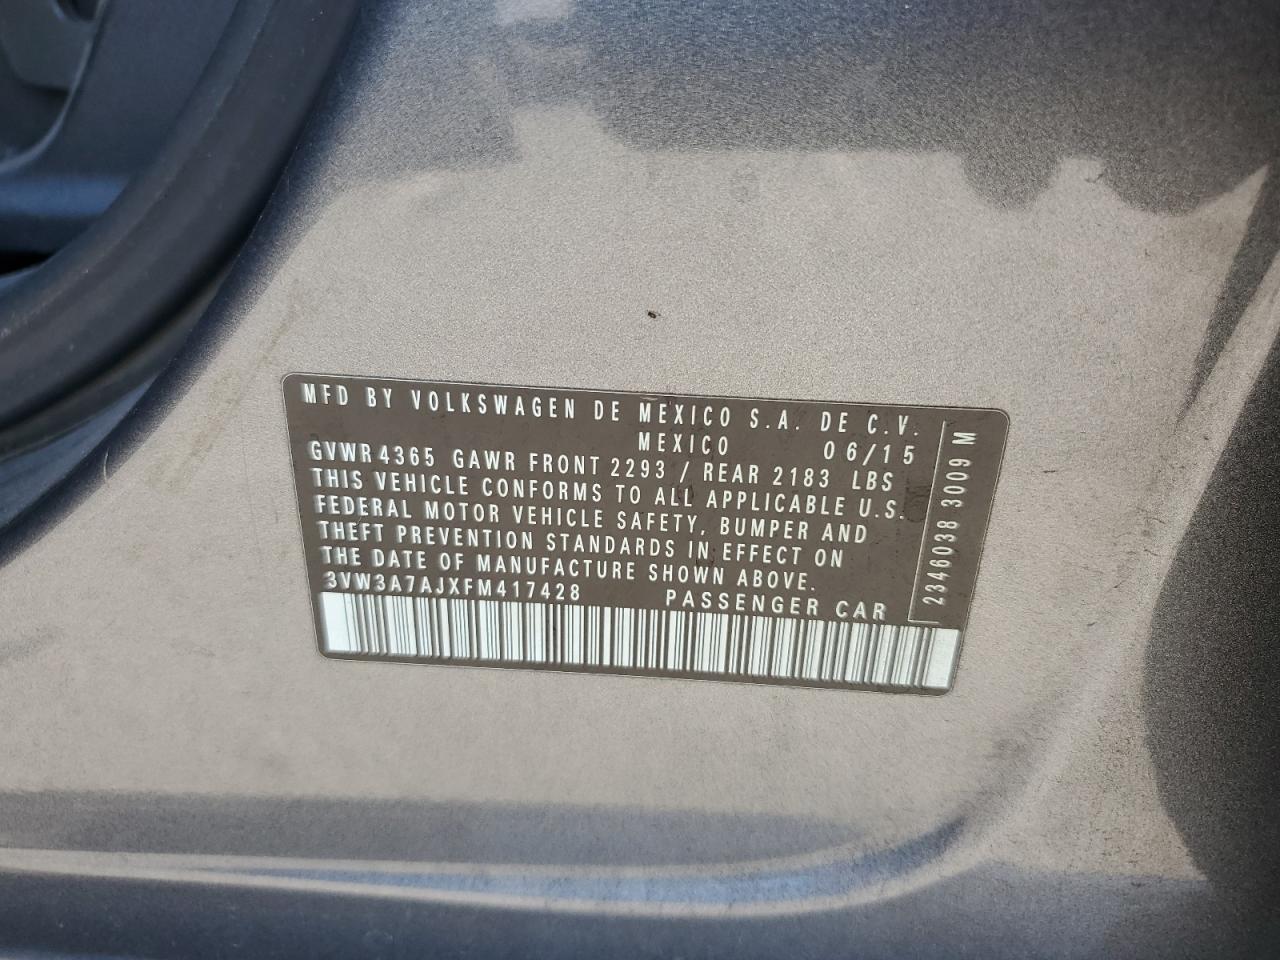 MFD BY VOLKSWAGEN DE MEXICO S.A. DE C.V.
MEXICO 06/15
GVWR 4365 GAWR FRONT 2293 / REAR 2183 LBS
THIS VEHICLE CONFORMS TO ALL APPLICABLE U.S.
FEDERAL MOTOR VEHICLE SAFETY, BUMPER AND
THEFT PREVENTION STANDARDS IN EFFECT ON
THE DATE OF MANUFACTURE SHOWN ABOVE.
3VW3A7AJXFM417428 PASSENGER CAR
2346038 3009 M